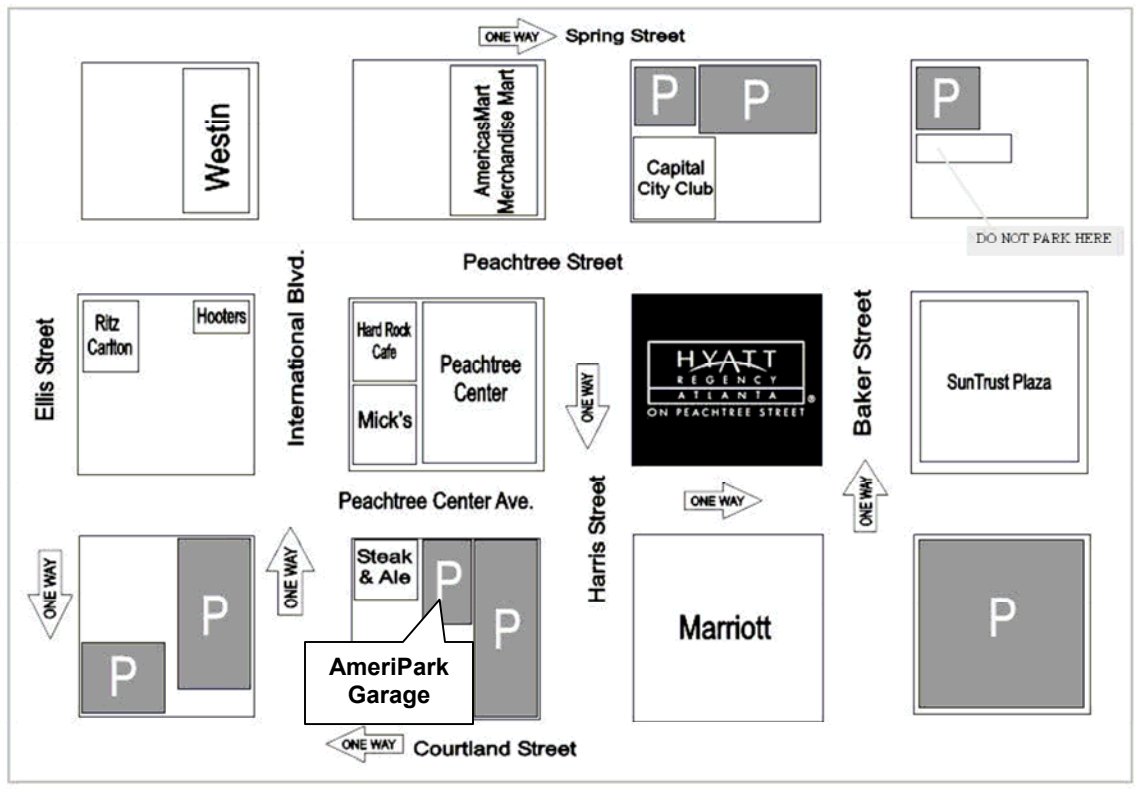 ONE WAY
Spring Street
Westin
AmericasMart
Merchandise Mart
P
P
Capital
City Club
P
DO NOT PARK HERE
Peachtree Street
Ellis Street
Ritz
Carlton
Hooters
International Blvd.
Hard Rock
Cafe
Mick's
Peachtree
Center
ONE WAY
HYATT
REGENCY
ATLANTA
®
ON PEACHTREE STREET
Baker Street
SunTrust Plaza
Peachtree Center Ave.
Harris Street
ONE WAY
ONE WAY
ONE WAY
P
P
ONE WAY
Steak
& Ale
P
P
AmeriPark
Garage
Marriott
P
ONE WAY
Courtland Street